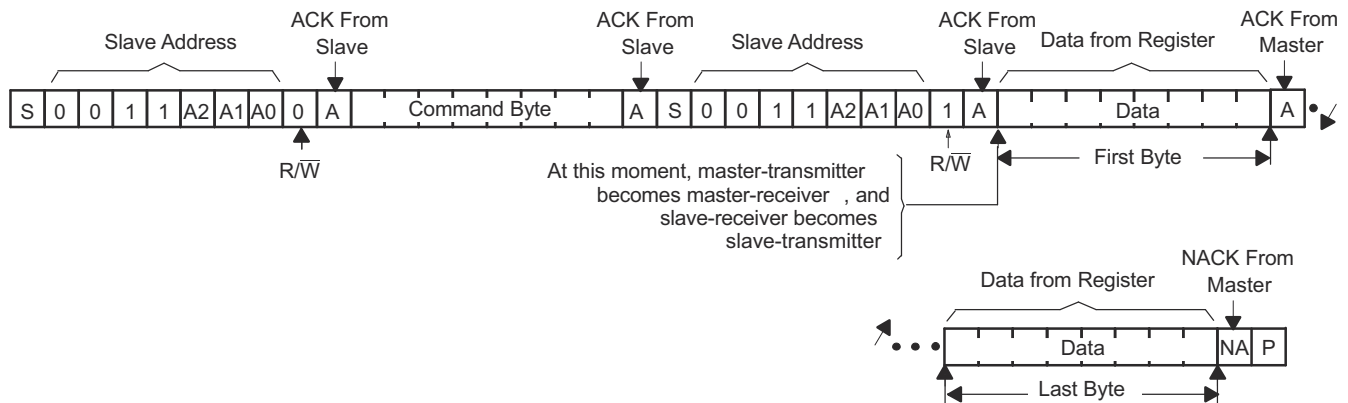 ACK From Slave
ACK From Slave
ACK From Slave
ACK From Master
Slave Address
Slave Address
Data from Register
S 0 0 1 1 A2 A1 A0 0 A Command Byte A S 0 0 1 1 A2 A1 A0 1 A Data A
R/W̅
R/W̅
First Byte
At this moment, master-transmitter
becomes master-receiver , and
slave-receiver becomes
slave-transmitter
NACK From
Master
Data from Register
Data NA P
Last Byte